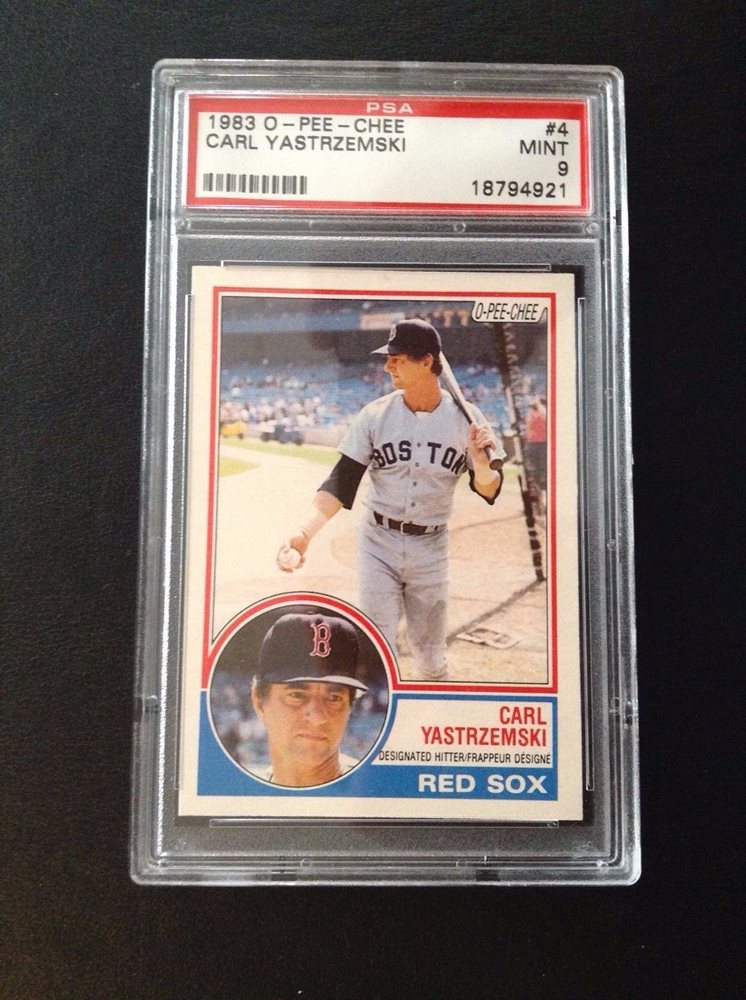 PSA
1983 O-PEE-CHEE #4
CARL YASTRZEMSKI MINT
9
18794921
O-PEE-CHEE
B
BOSTON
B
CARL
YASTRZEMSKI
DESIGNATED HITTER/FRAPPEUR DÉSIGNÉ
RED SOX